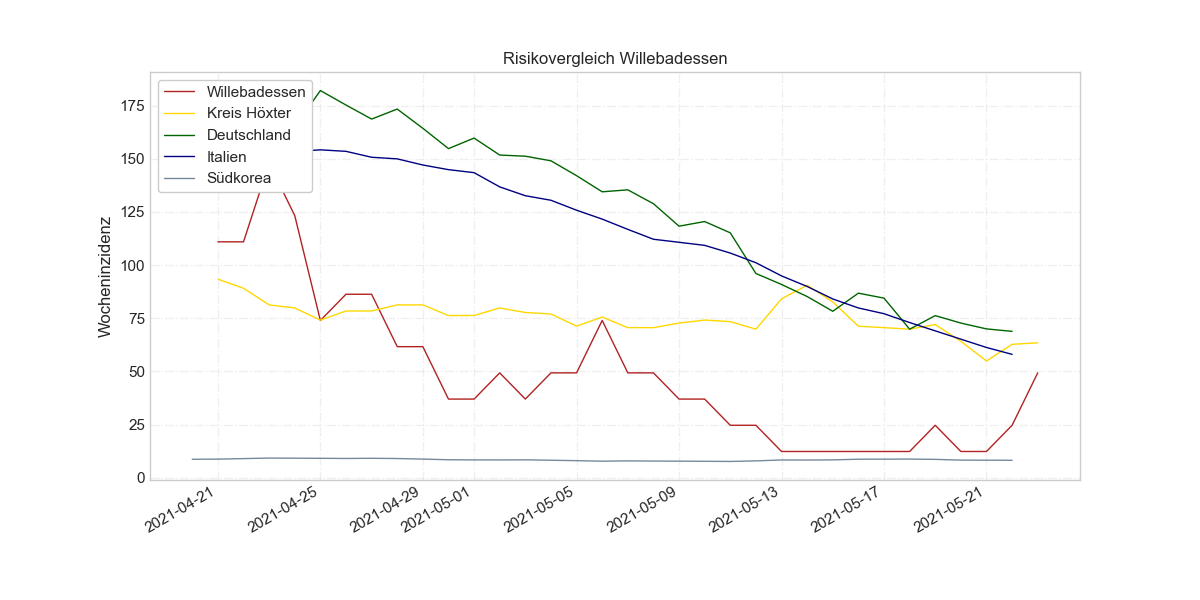 Risikovergleich Willebadessen
Willebadessen
Kreis Höxter
Deutschland
Italien
Südkorea
Wocheninzidenz
175
150
125
100
75
50
25
0
2021-04-21
2021-04-25
2021-04-29
2021-05-01
2021-05-05
2021-05-09
2021-05-13
2021-05-17
2021-05-21